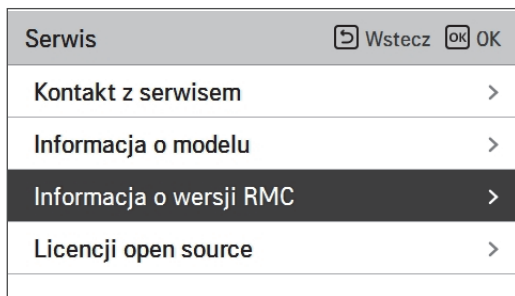 Serwis Wstecz OK OK
Kontakt z serwisem >
Informacja o modelu >
Informacja o wersji RMC >
Licencji open source >